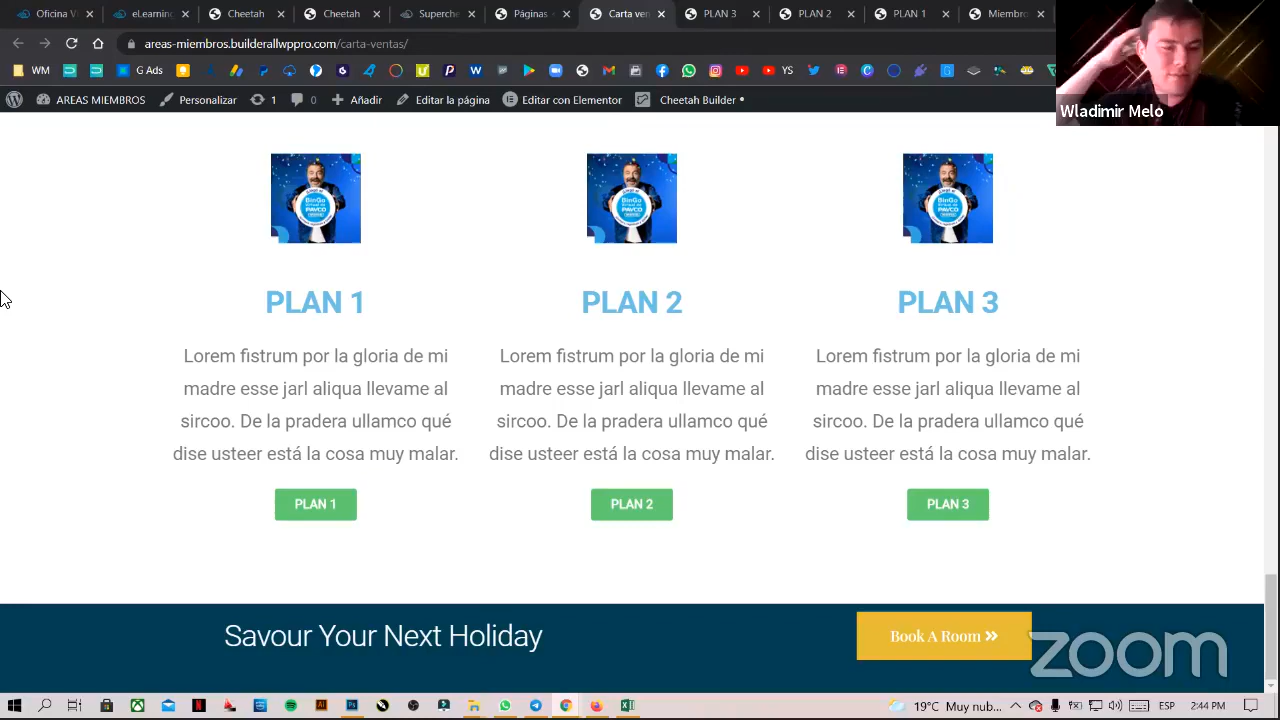 Oficina V
eLearning
Cheetah
Cheetah
Superche
Páginas
Carta ven
PLAN 3
PLAN 2
PLAN 1
Miembro
areas-miembros.builderallwppro.com/carta-ventas/
WM
G Ads
YS
AREAS MIEMBROS
Personalizar
1
0
Añadir
Editar la página
Editar con Elementor
Cheetah Builder
Wladimir Melo
BinGo
PAVCO
BinGo
PAVCO
BinGo
PAVCO
PLAN 1
PLAN 2
PLAN 3
Lorem fistrum por la gloria de mi
madre esse jarl aliqua llevame al
sircoo. De la pradera ullamco qué
dise usteer está la cosa muy malar.
Lorem fistrum por la gloria de mi
madre esse jarl aliqua llevame al
sircoo. De la pradera ullamco qué
dise usteer está la cosa muy malar.
Lorem fistrum por la gloria de mi
madre esse jarl aliqua llevame al
sircoo. De la pradera ullamco qué
dise usteer está la cosa muy malar.
PLAN 1
PLAN 2
PLAN 3
Savour Your Next Holiday
Book A Room »
zoom
19°C Muy nub...
ESP
2:44 PM